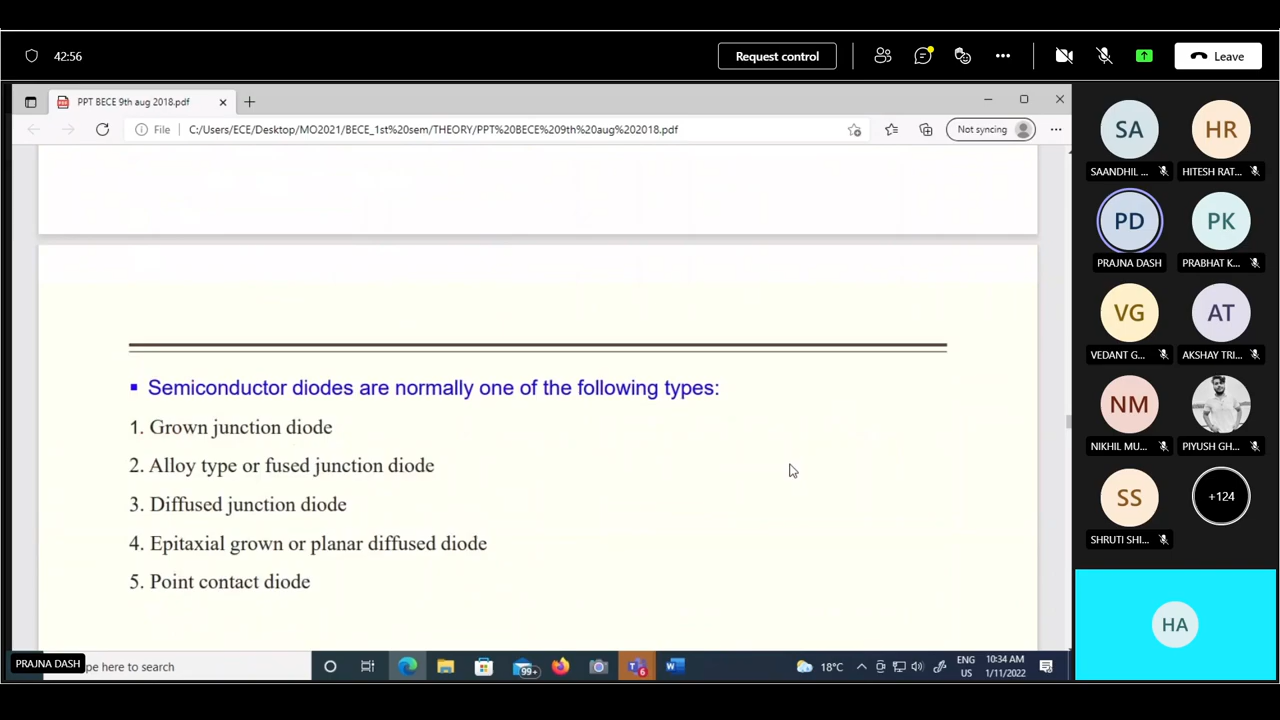 42:56
Request control
Leave
PPT BECE 9th aug 2018.pdf
File
C:/Users/ECE/Desktop/MO2021/BECE_1st%20sem/THEORY/PPT%20BECE%209th%20aug%202018.pdf
Not syncing
Semiconductor diodes are normally one of the following types:
1. Grown junction diode
2. Alloy type or fused junction diode
3. Diffused junction diode
4. Epitaxial grown or planar diffused diode
5. Point contact diode
SA
HR
SAANDHIL ...
HITESH RAT...
PD
PK
PRAJNA DASH
PRABHAT K...
VG
AT
VEDANT G...
AKSHAY TRI...
NM
NIKHIL MU...
PIYUSH GH...
SS
+124
SHRUTI SHI...
HA
PRAJNA DASH
pe here to search
99+
6
18°C
ENG
US
10:34 AM
1/11/2022